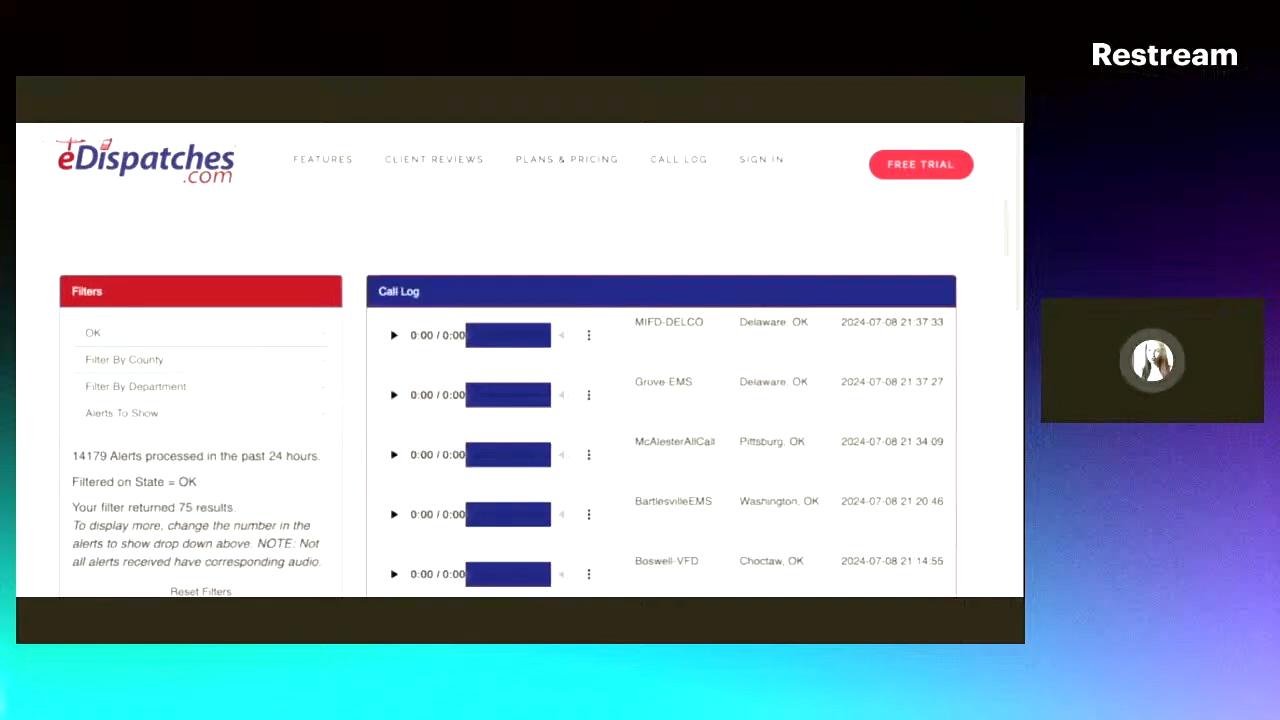 Restream
eDispatches
.com
FEATURES CLIENT REVIEWS PLANS & PRICING CALL LOG SIGN IN FREE TRIAL
Filters
OK
Filter By County
Filter By Department
Alerts To Show
14179 Alerts processed in the past 24 hours.
Filtered on State = OK
Your filter returned 75 results.
To display more, change the number in the
alerts to show drop down above. NOTE: Not
all alerts received have corresponding audio.
Reset Filters
Call Log
0:00 / 0:00 MIFD-DELCO Delaware, OK 2024-07-08 21:37:33
0:00 / 0:00 Grove-EMS Delaware, OK 2024-07-08 21:37:27
0:00 / 0:00 McAlesterAllCall Pittsburg, OK 2024-07-08 21:34:09
0:00 / 0:00 BartlesvilleEMS Washington, OK 2024-07-08 21:20:46
0:00 / 0:00 Boswell-VFD Choctaw, OK 2024-07-08 21:14:55